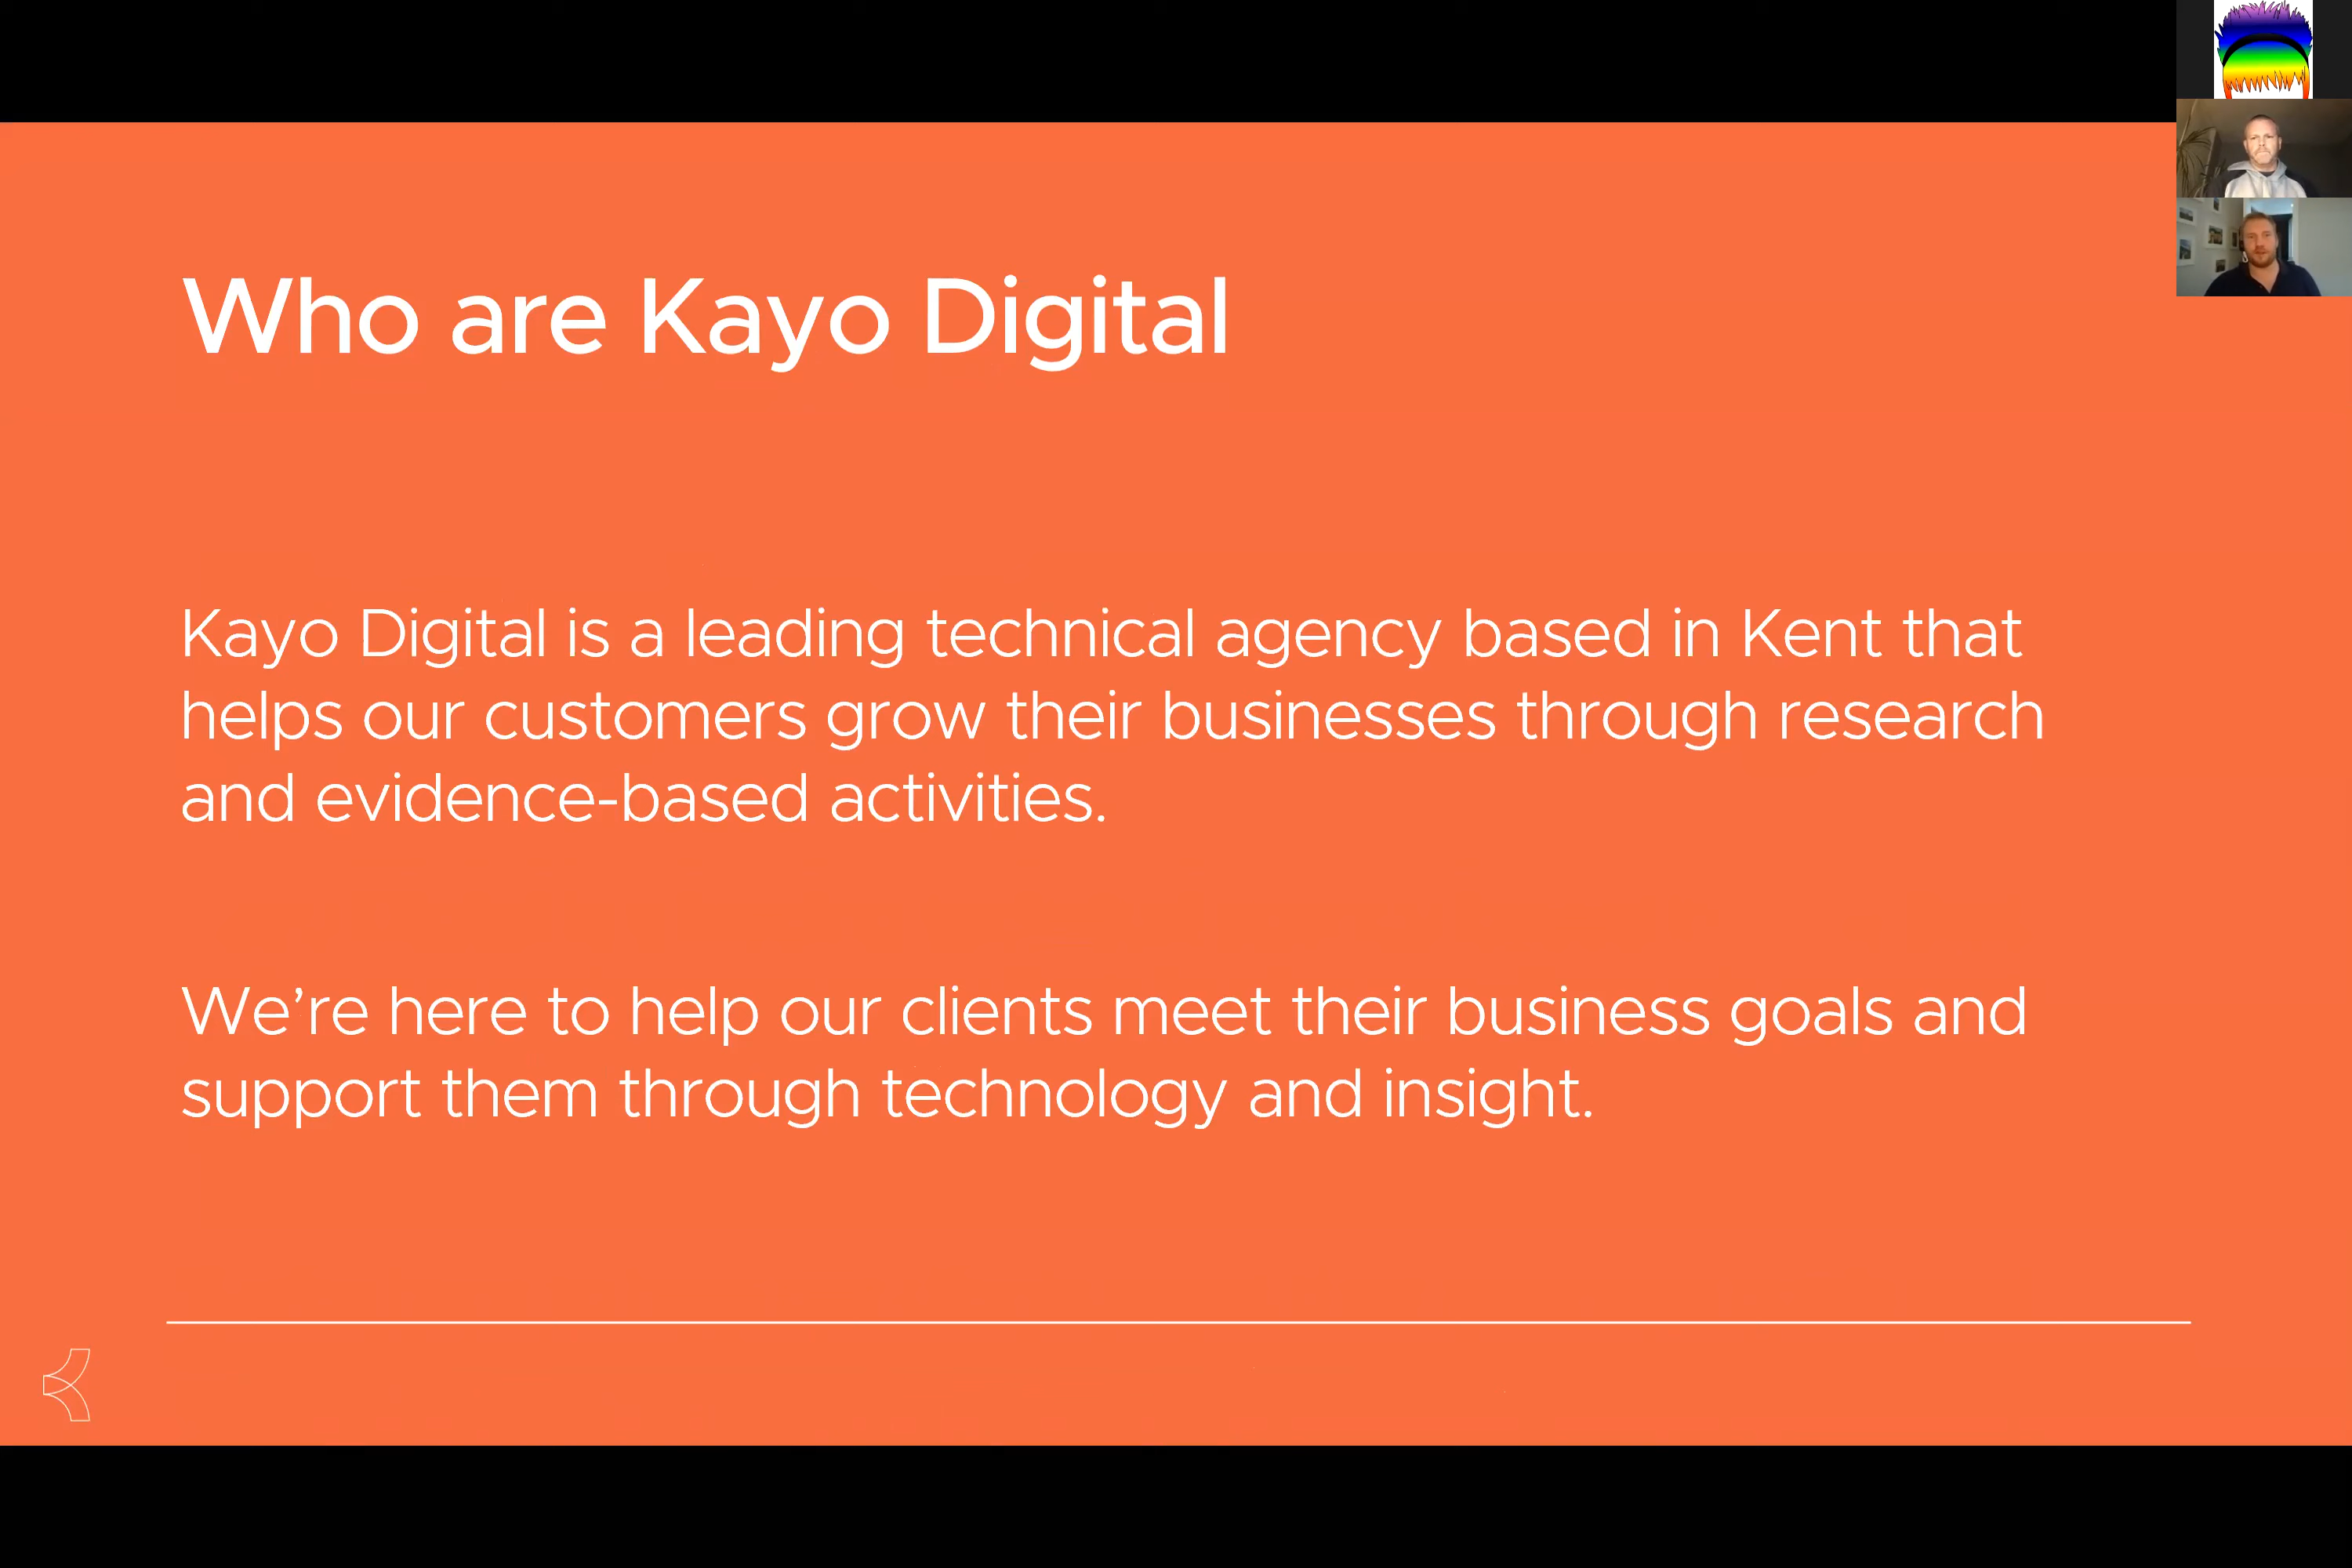 Who are Kayo Digital
Kayo Digital is a leading technical agency based in Kent that
helps our customers grow their businesses through research
and evidence-based activities.
We’re here to help our clients meet their business goals and
support them through technology and insight.